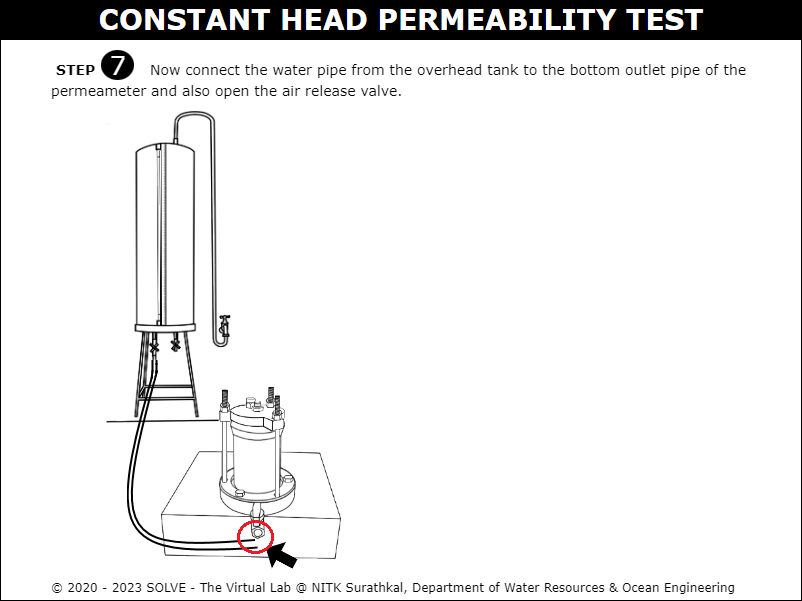 CONSTANT HEAD PERMEABILITY TEST
STEP 7 Now connect the water pipe from the overhead tank to the bottom outlet pipe of the
permeameter and also open the air release valve.
© 2020 - 2023 SOLVE - The Virtual Lab @ NITK Surathkal, Department of Water Resources & Ocean Engineering